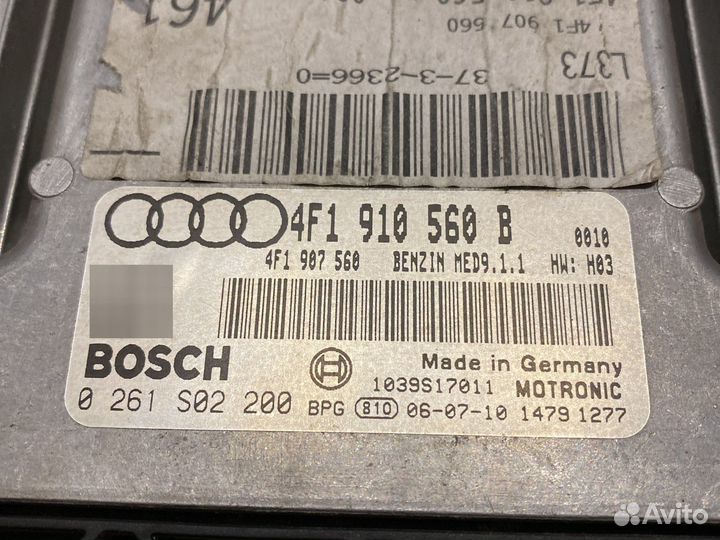 461
4F1 907 560
L373
37-3-2366=0
4F1 910 560 B 0010
4F1 907 560 BENZIN MED9.1.1 HW: H03
BOSCH
Made in Germany
1039S17011 MOTRONIC
0 261 S02 200 BPG 810 06-07-10 1479 1277
Avito